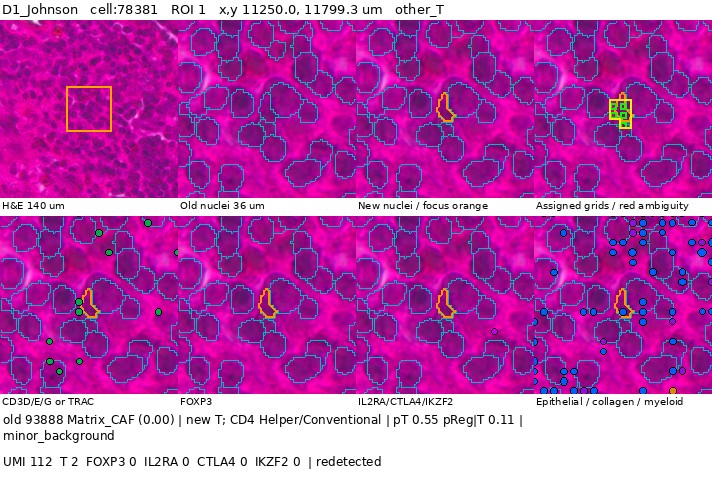 D1_Johnson   cell:78381   ROI 1   x,y 11250.0, 11799.3 um   other_T
H&E 140 um
Old nuclei 36 um
New nuclei / focus orange
Assigned grids / red ambiguity
CD3D/E/G or TRAC
FOXP3
IL2RA/CTLA4/IKZF2
Epithelial / collagen / myeloid
old 93888 Matrix_CAF (0.00) | new T; CD4 Helper/Conventional | pT 0.55 pReg|T 0.11 |
minor_background
UMI 112  T 2  FOXP3 0  IL2RA 0  CTLA4 0  IKZF2 0  | redetected